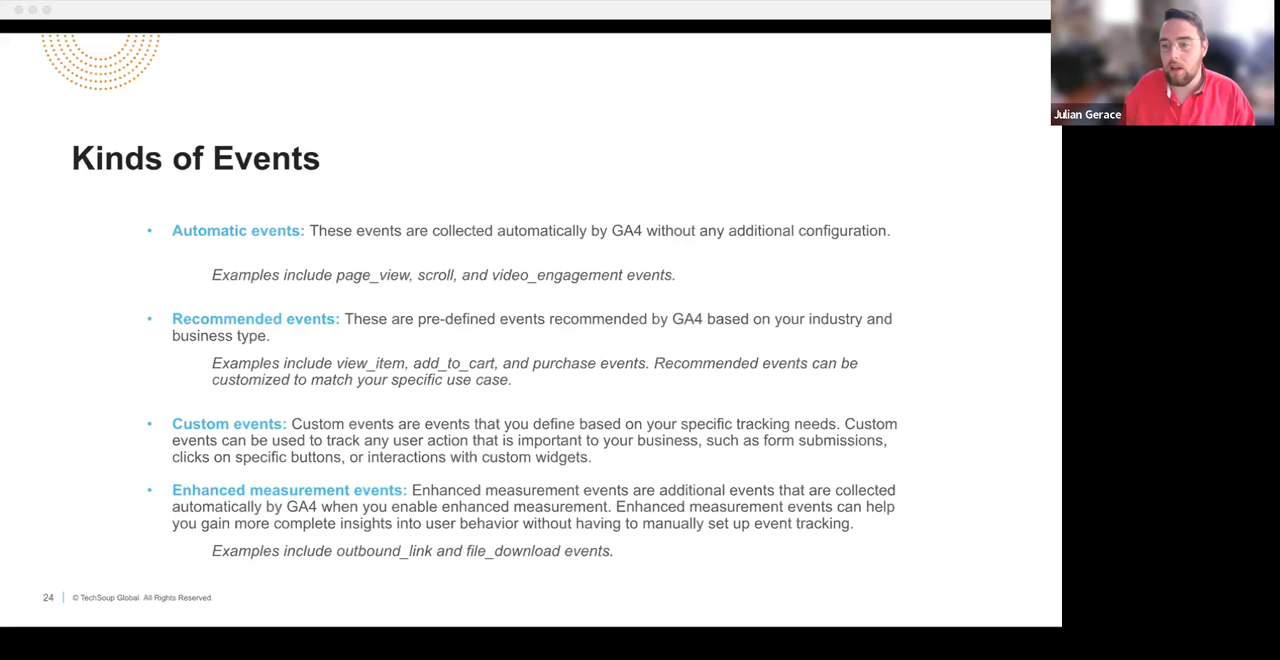 Julian Gerace
Kinds of Events
• Automatic events: These events are collected automatically by GA4 without any additional configuration.
Examples include page_view, scroll, and video_engagement events.
• Recommended events: These are pre-defined events recommended by GA4 based on your industry and
business type.
Examples include view_item, add_to_cart, and purchase events. Recommended events can be
customized to match your specific use case.
• Custom events: Custom events are events that you define based on your specific tracking needs. Custom
events can be used to track any user action that is important to your business, such as form submissions,
clicks on specific buttons, or interactions with custom widgets.
• Enhanced measurement events: Enhanced measurement events are additional events that are collected
automatically by GA4 when you enable enhanced measurement. Enhanced measurement events can help
you gain more complete insights into user behavior without having to manually set up event tracking.
Examples include outbound_link and file_download events.
24 | © TechSoup Global. All Rights Reserved.